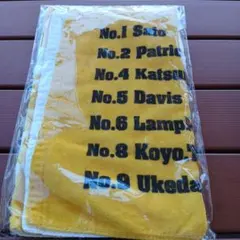 No.1 Sato
No.2 Patric
No.4 Katsu
No.5 Davis
No.6 Lamp
No.8 Koyo.
No.9 Ukeda